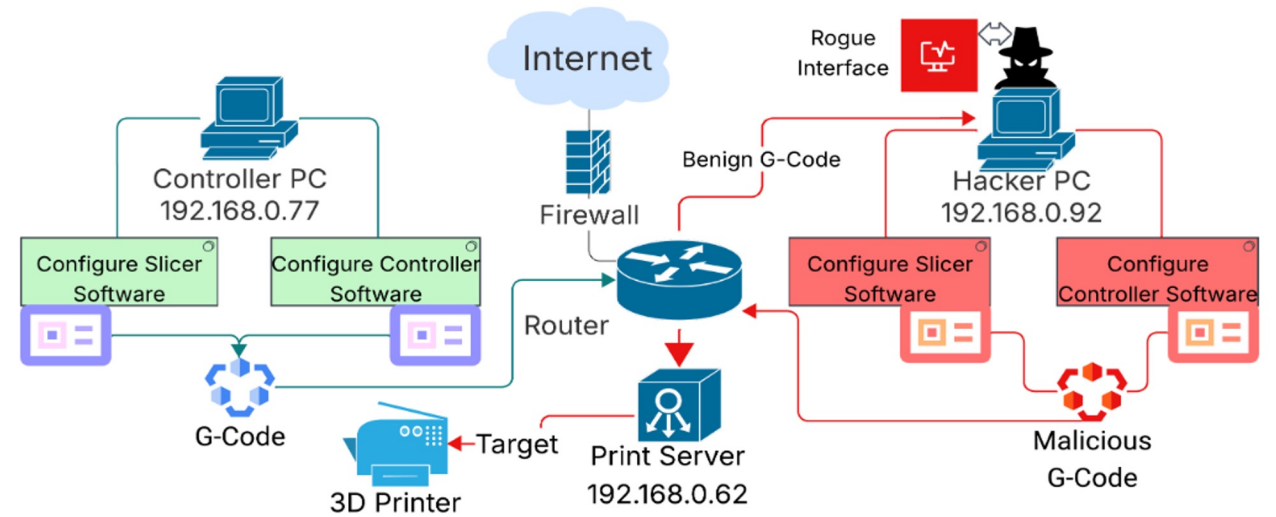 Internet
Rogue
Interface
Controller PC
192.168.0.77
Benign G-Code
Hacker PC
192.168.0.92
Firewall
Configure Slicer
Software
Configure Controller
Software
Configure Slicer
Software
Configure
Controller Software
Router
G-Code
Target
3D Printer
Print Server
192.168.0.62
Malicious
G-Code